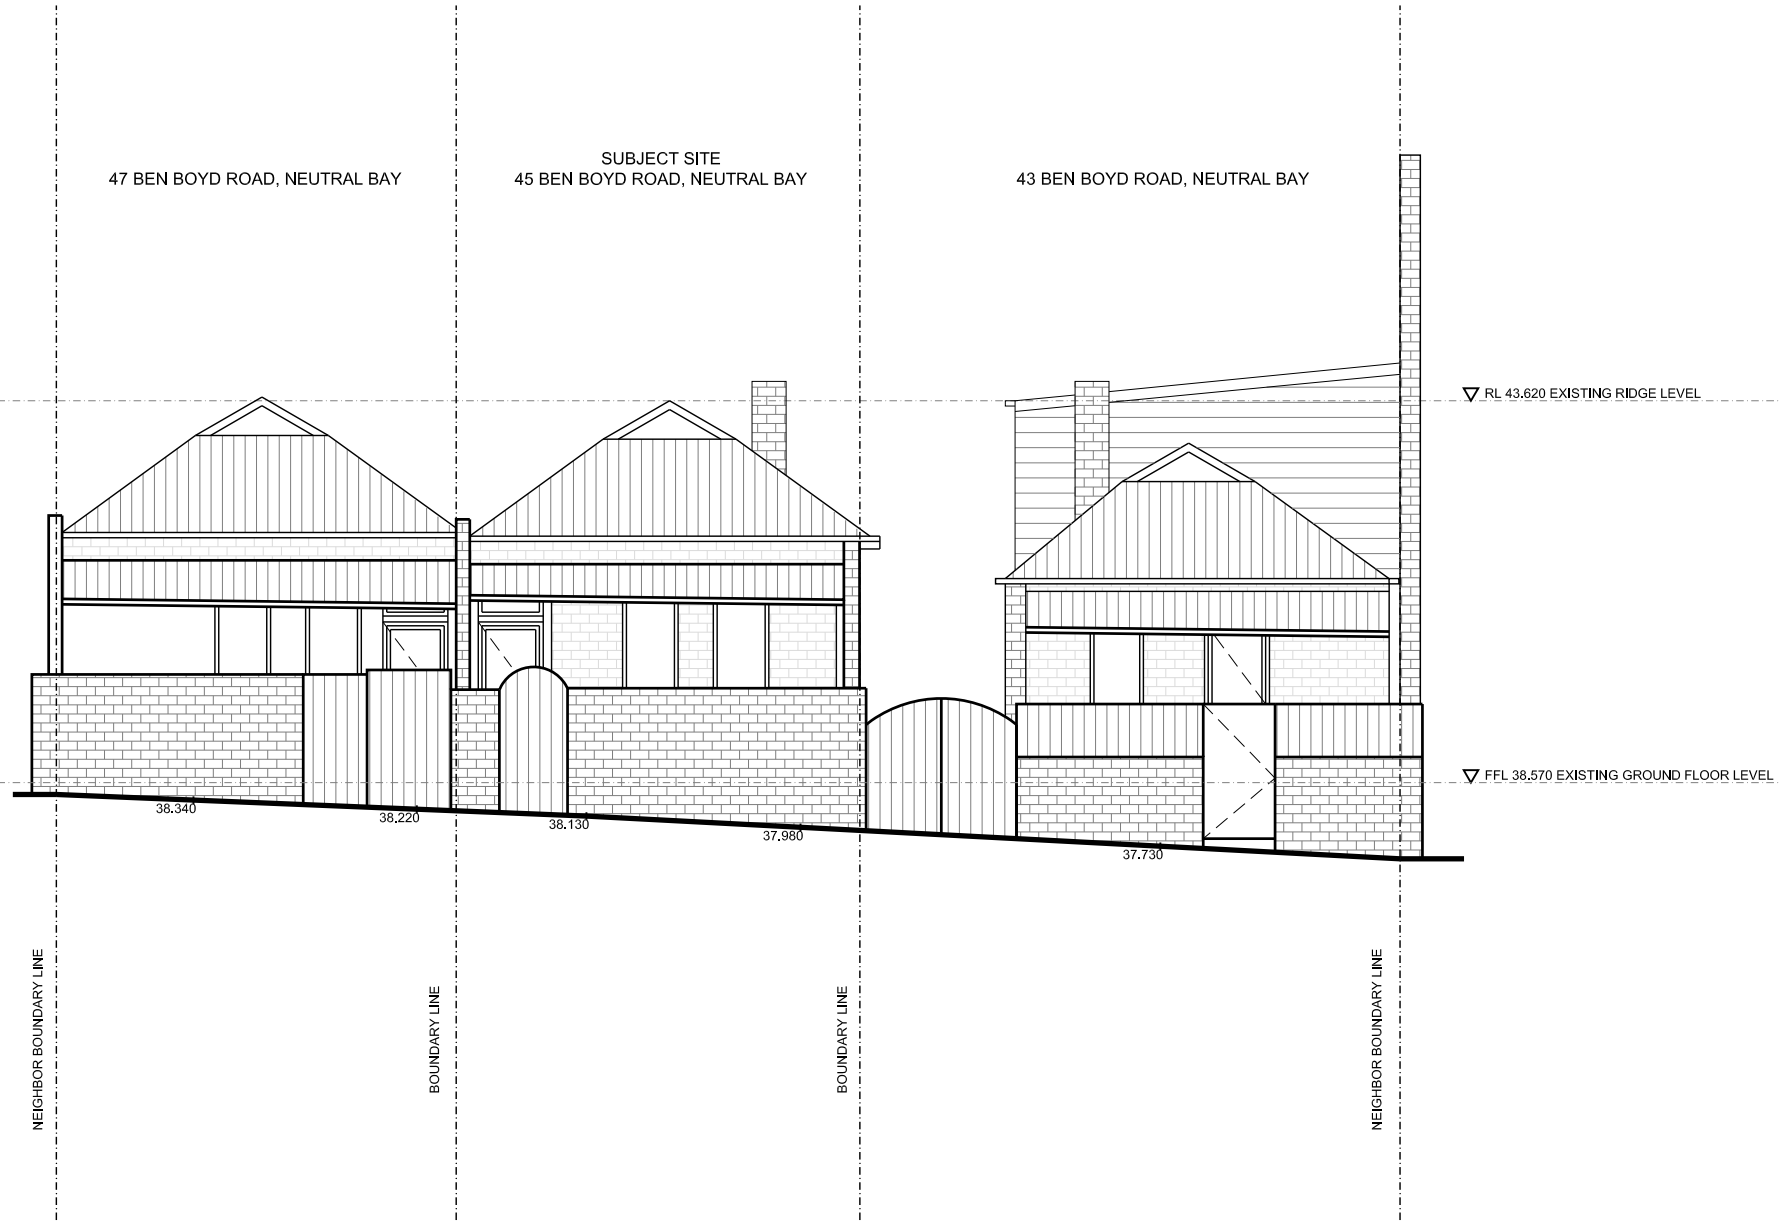 SUBJECT SITE
47 BEN BOYD ROAD, NEUTRAL BAY
45 BEN BOYD ROAD, NEUTRAL BAY
43 BEN BOYD ROAD, NEUTRAL BAY
RL 43.620 EXISTING RIDGE LEVEL
FFL 38.570 EXISTING GROUND FLOOR LEVEL
38.340
38.220
38.130
37.980
37.730
NEIGHBOR BOUNDARY LINE
BOUNDARY LINE
BOUNDARY LINE
NEIGHBOR BOUNDARY LINE